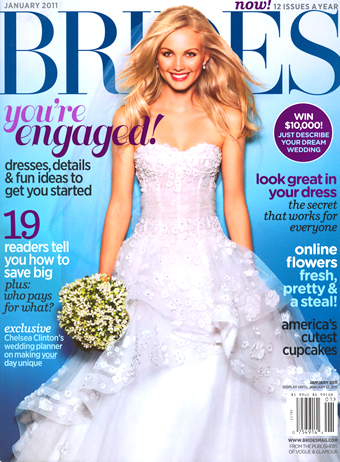 JANUARY 2011
now! 12 ISSUES A YEAR
BRIDES
you're
engaged!
dresses, details
& fun ideas to
get you started
19
readers tell
you how to
save big
plus:
who pays
for what?
exclusive
Chelsea Clinton's
wedding planner
on making your
day unique
WIN
$10,000!
JUST DESCRIBE
YOUR DREAM
WEDDING
look great in
your dress
the secret
that works for
everyone
online
flowers
fresh,
pretty &
a steal!
america's
cutest
cupcakes
JANUARY 2011
WWW.BRIDESMAG.COM
FROM THE PUBLISHERS
OF VOGUE & GLAMOUR